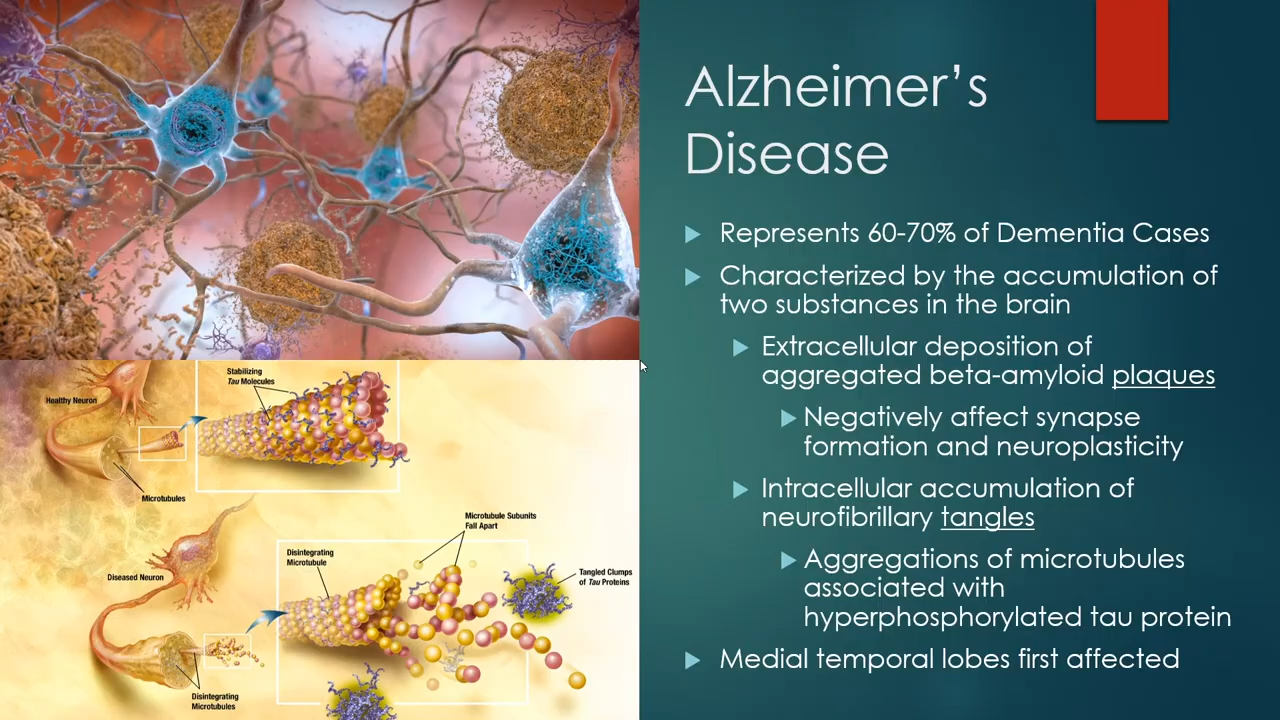 Alzheimer's
Disease
Represents 60-70% of Dementia Cases
Characterized by the accumulation of
two substances in the brain
Extracellular deposition of
aggregated beta-amyloid plaques
Negatively affect synapse
formation and neuroplasticity
Intracellular accumulation of
neurofibrillary tangles
Aggregations of microtubules
associated with
hyperphosphorylated tau protein
Medial temporal lobes first affected
Healthy Neuron
Stabilizing
Tau Molecules
Microtubules
Diseased Neuron
Disintegrating
Microtubule
Microtubule Subunits
Fall Apart
Tangled Clumps
of Tau Proteins
Disintegrating
Microtubules